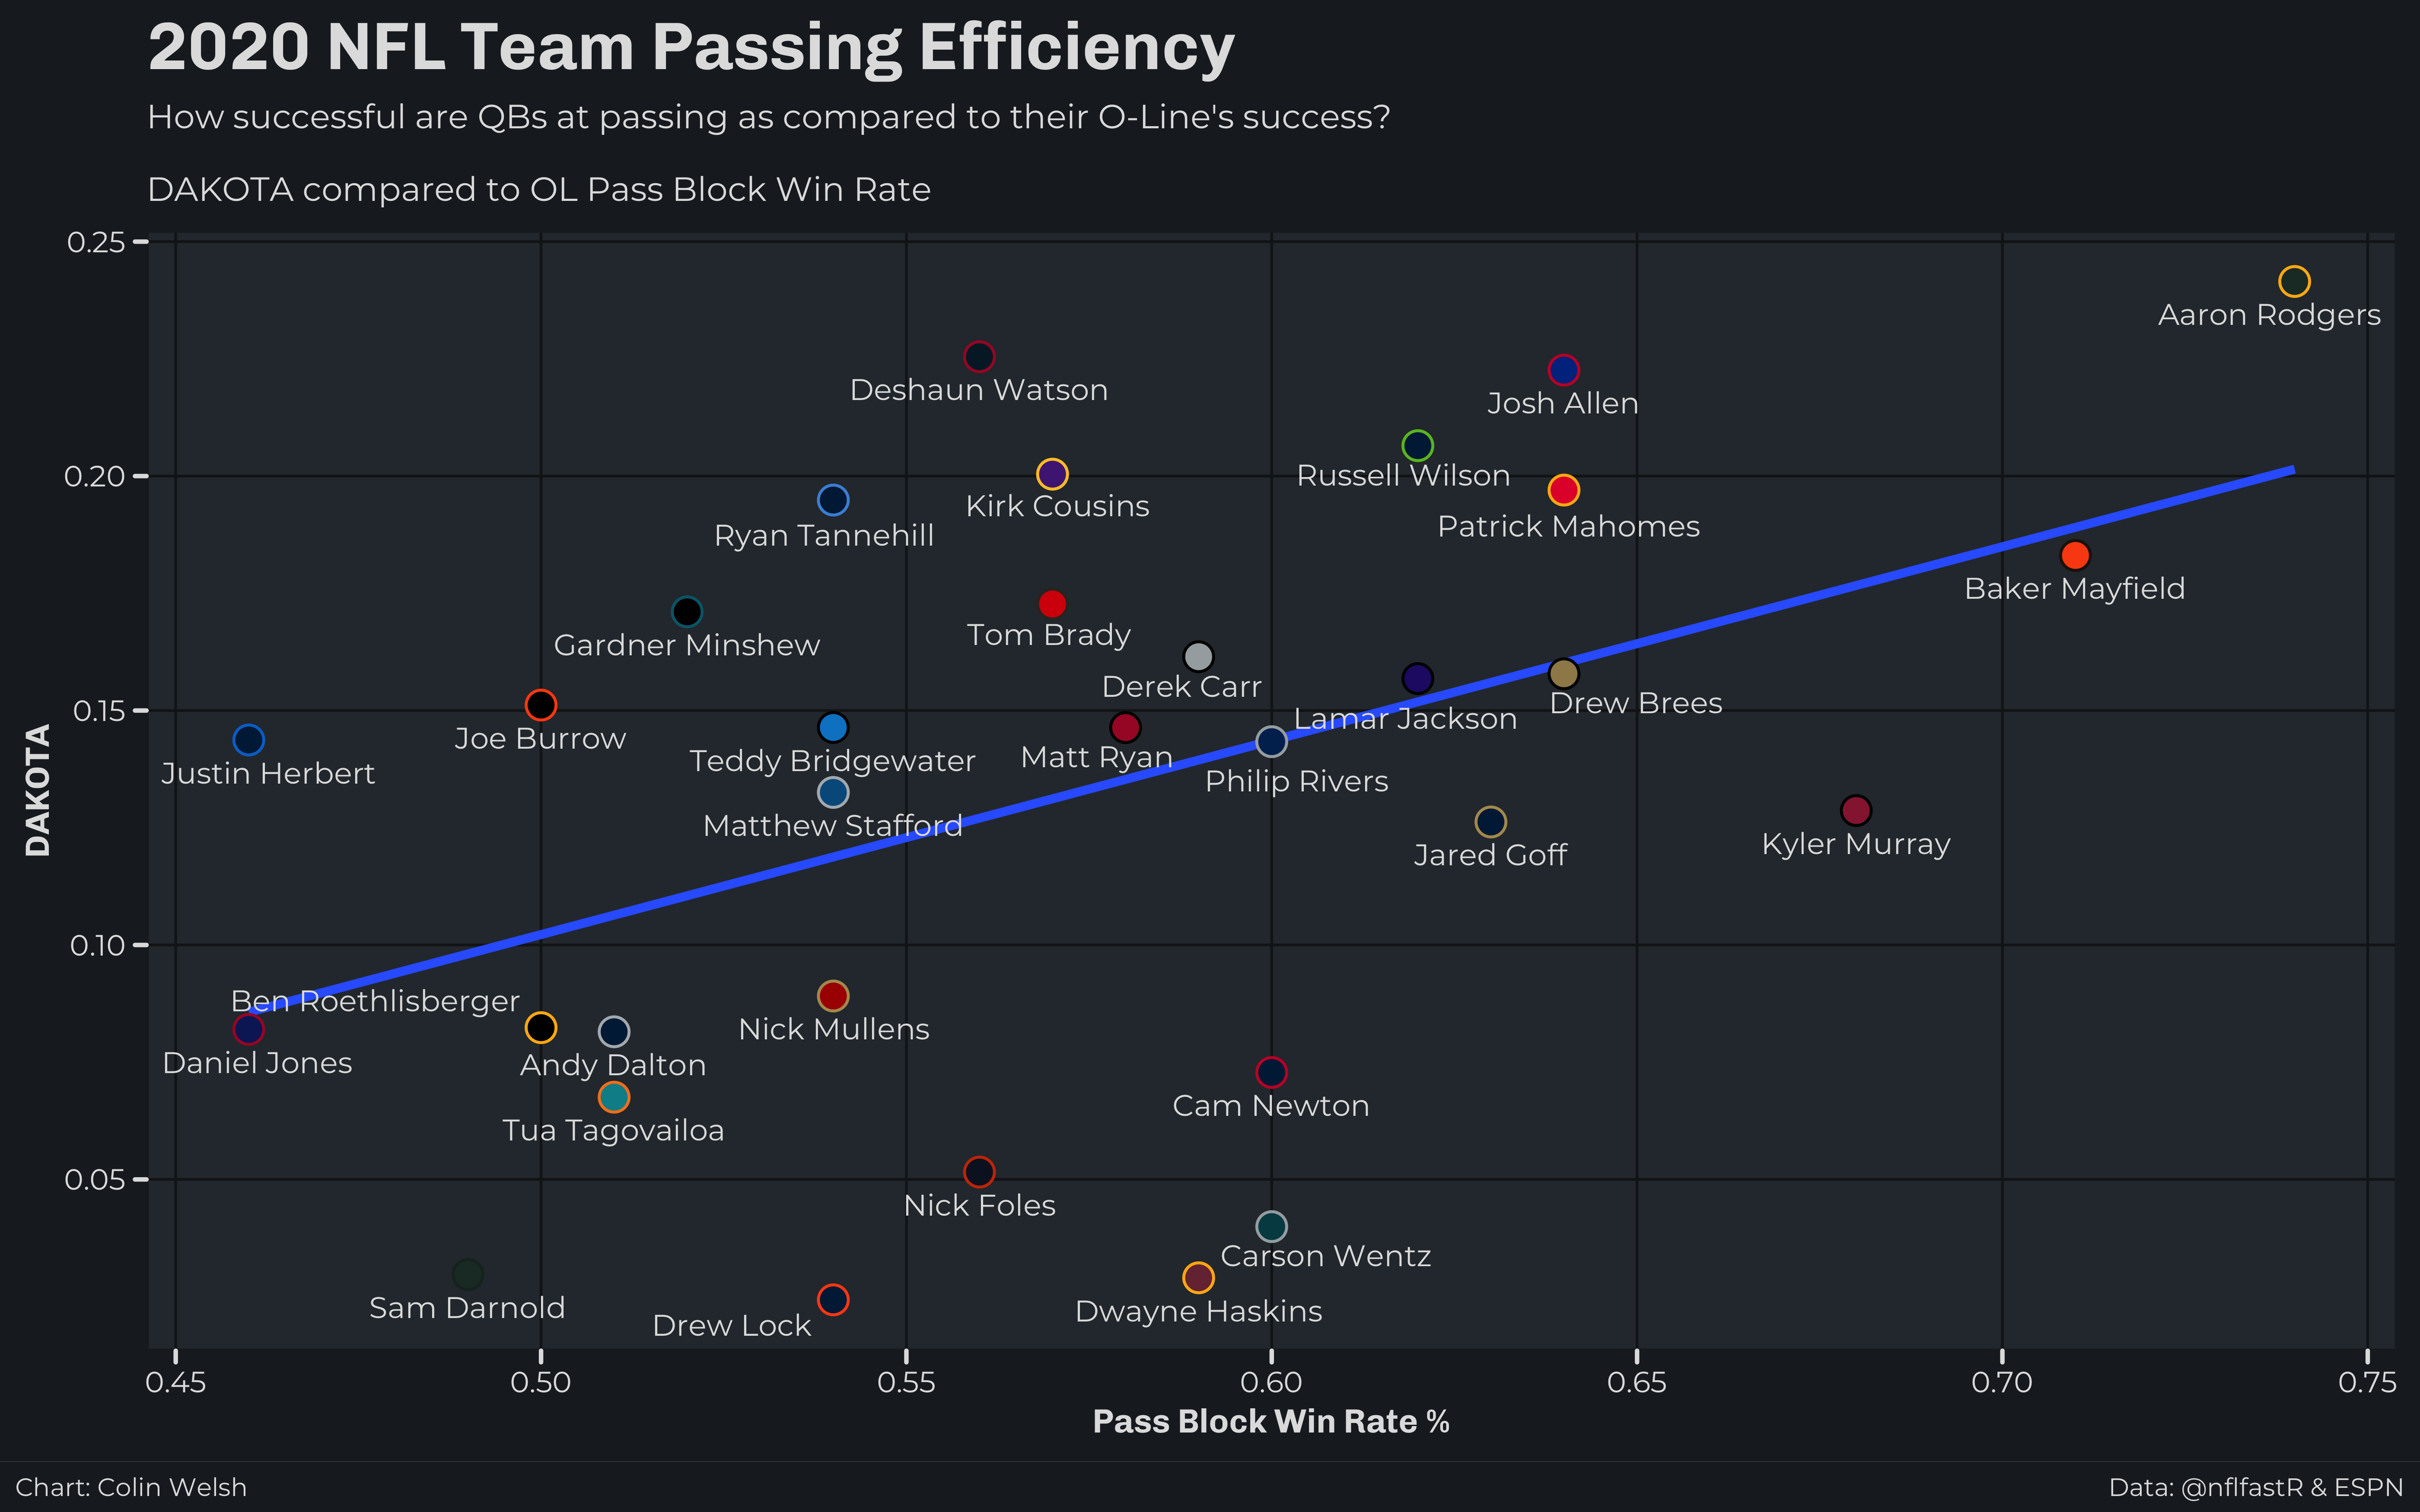 2020 NFL Team Passing Efficiency
How successful are QBs at passing as compared to their O-Line's success?
DAKOTA compared to OL Pass Block Win Rate
0.25
Aaron Rodgers
Deshaun Watson
Josh Allen
Russell Wilson
0.20
Kirk Cousins
Patrick Mahomes
Ryan Tannehill
Baker Mayfield
Tom Brady
Gardner Minshew
Derek Carr
Drew Brees
0.15
Lamar Jackson
Joe Burrow
Matt Ryan
Teddy Bridgewater
Justin Herbert
Philip Rivers
DAKOTA
Matthew Stafford
Kyler Murray
Jared Goff
0.10
Ben Roethlisberger
Nick Mullens
Daniel Jones
Andy Dalton
Cam Newton
Tua Tagovailoa
0.05
Nick Foles
Carson Wentz
Sam Darnold
Dwayne Haskins
Drew Lock
0.45 0.50 0.55 0.60 0.65 0.70 0.75
Pass Block Win Rate %
Chart: Colin Welsh
Data: @nflfastR & ESPN